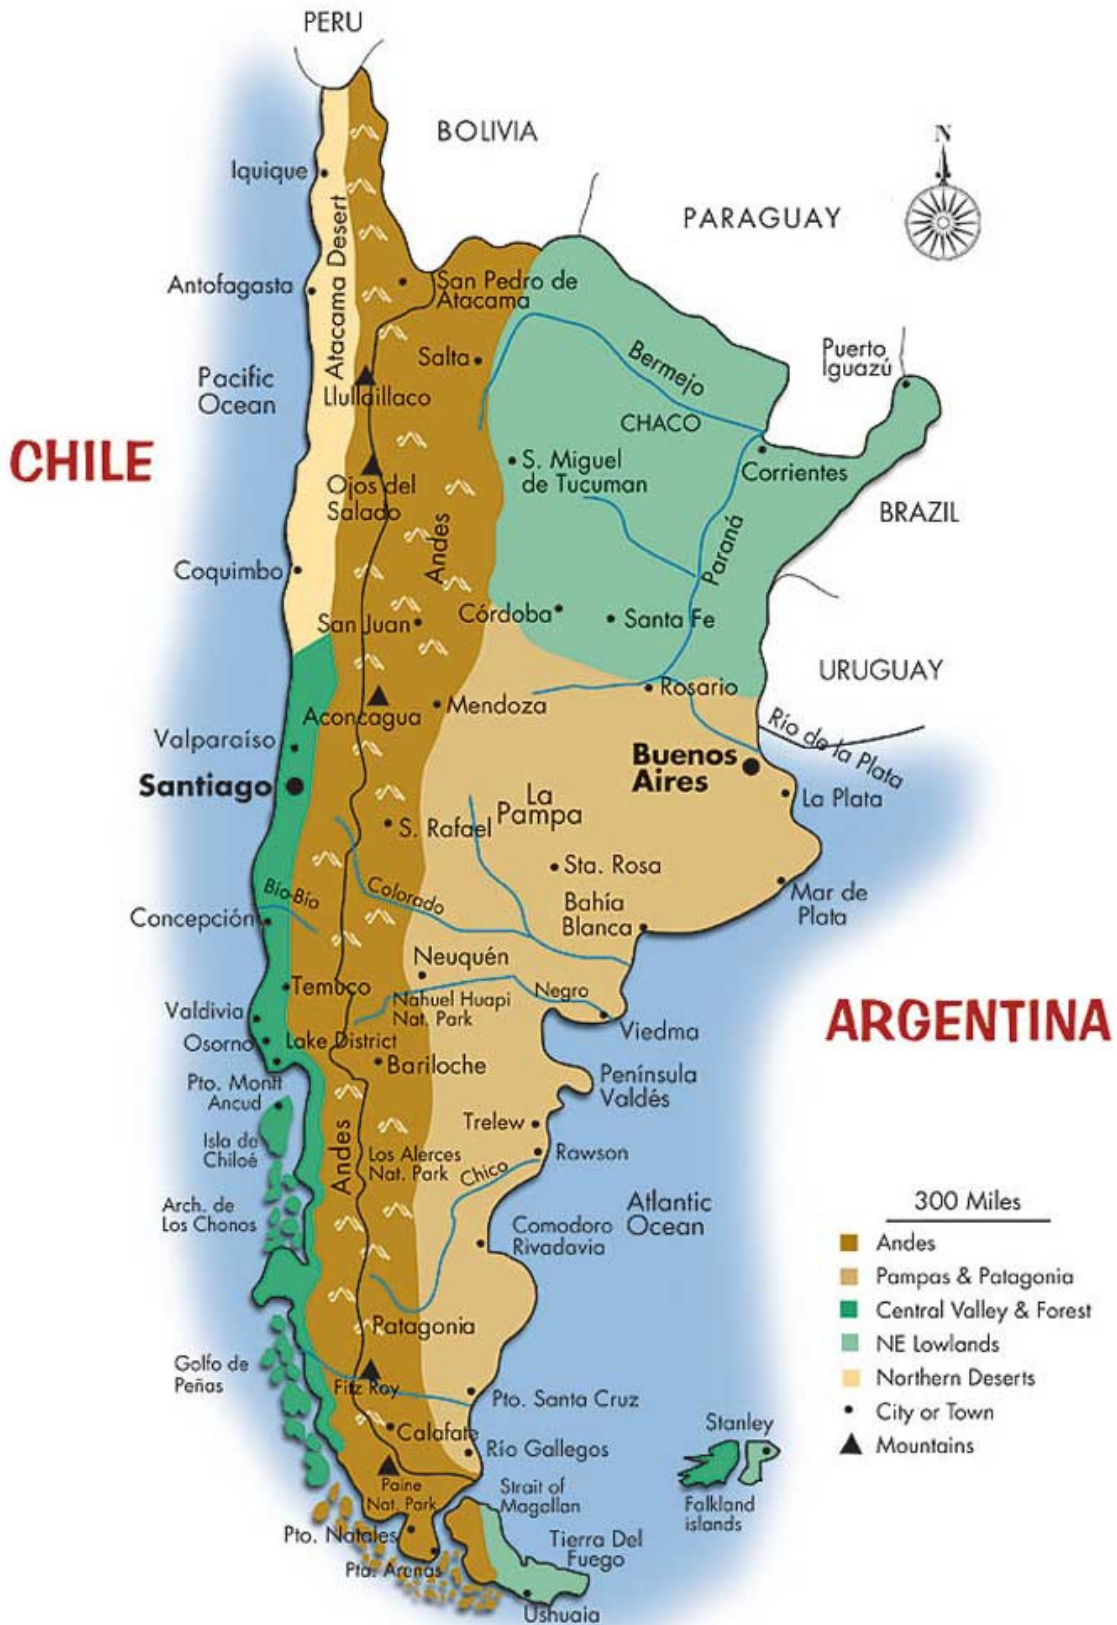 PERU
BOLIVIA
N
Iquique
PARAGUAY
Atacama Desert
Antofagasta
San Pedro de
Atacama
Salta
Bermejo
Puerto
Iguazú
Pacific
Ocean
Llulldillaco
CHACO
CHILE
S. Miguel
de Tucuman
Corrientes
Ojos del
Salado
BRAZIL
Andes
Paraná
Coquimbo
San Juan
Córdoba
Santa Fe
URUGUAY
Aconcagua
Mendoza
Rosario
Río de la Plata
Valparaíso
Buenos
Aires
Santiago
La
Pampa
La Plata
S. Rafael
Sta. Rosa
Bío-Bío
Colorado
Mar de
Plata
Concepción
Bahía
Blanca
Neuquén
Temuco
Nahuel Huapi
Nat. Park
Negro
Valdivia
Viedma
ARGENTINA
Osorno
Lake District
Bariloche
Pto. Montt
Ancud
Península
Valdés
Trelew
Isla de
Chiloé
Andes
Los Alerces
Nat. Park
Chico
Rawson
Arch. de
Los Chonos
Atlantic
Ocean
Comodoro
Rivadavia
300 Miles
Andes
Pampas & Patagonia
Central Valley & Forest
NE Lowlands
Northern Deserts
City or Town
Mountains
Patagonia
Golfo de
Peñas
Fitz Roy
Pto. Santa Cruz
Calafate
Stanley
Río Gallegos
Paine
Nat. Park
Strait of
Magallan
Falkland
islands
Pto. Natales
Tierra Del
Fuego
Pta. Arenas
Ushuaia